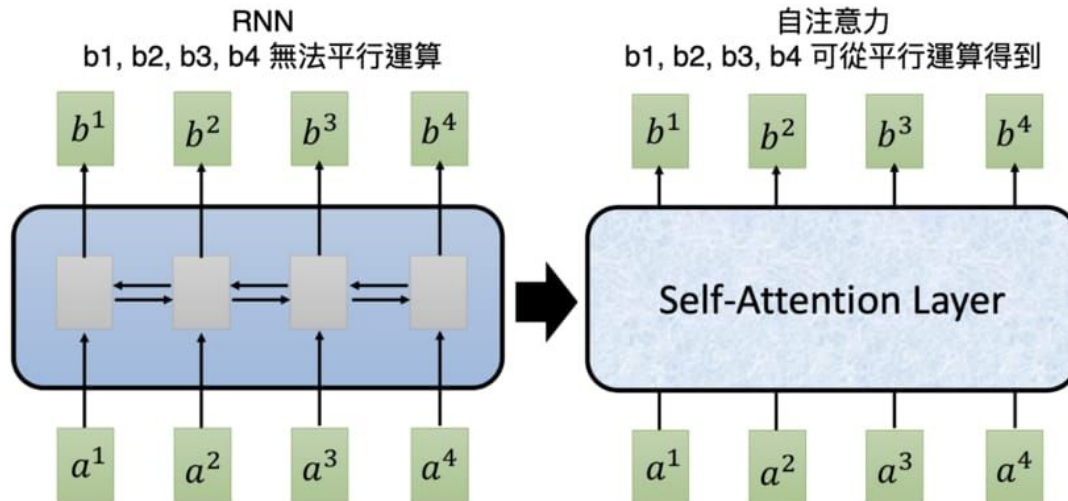 RNN
b1, b2, b3, b4 無法平行運算
b¹ b² b³ b⁴
a¹ a² a³ a⁴
自注意力
b1, b2, b3, b4 可從平行運算得到
b¹ b² b³ b⁴
Self-Attention Layer
a¹ a² a³ a⁴